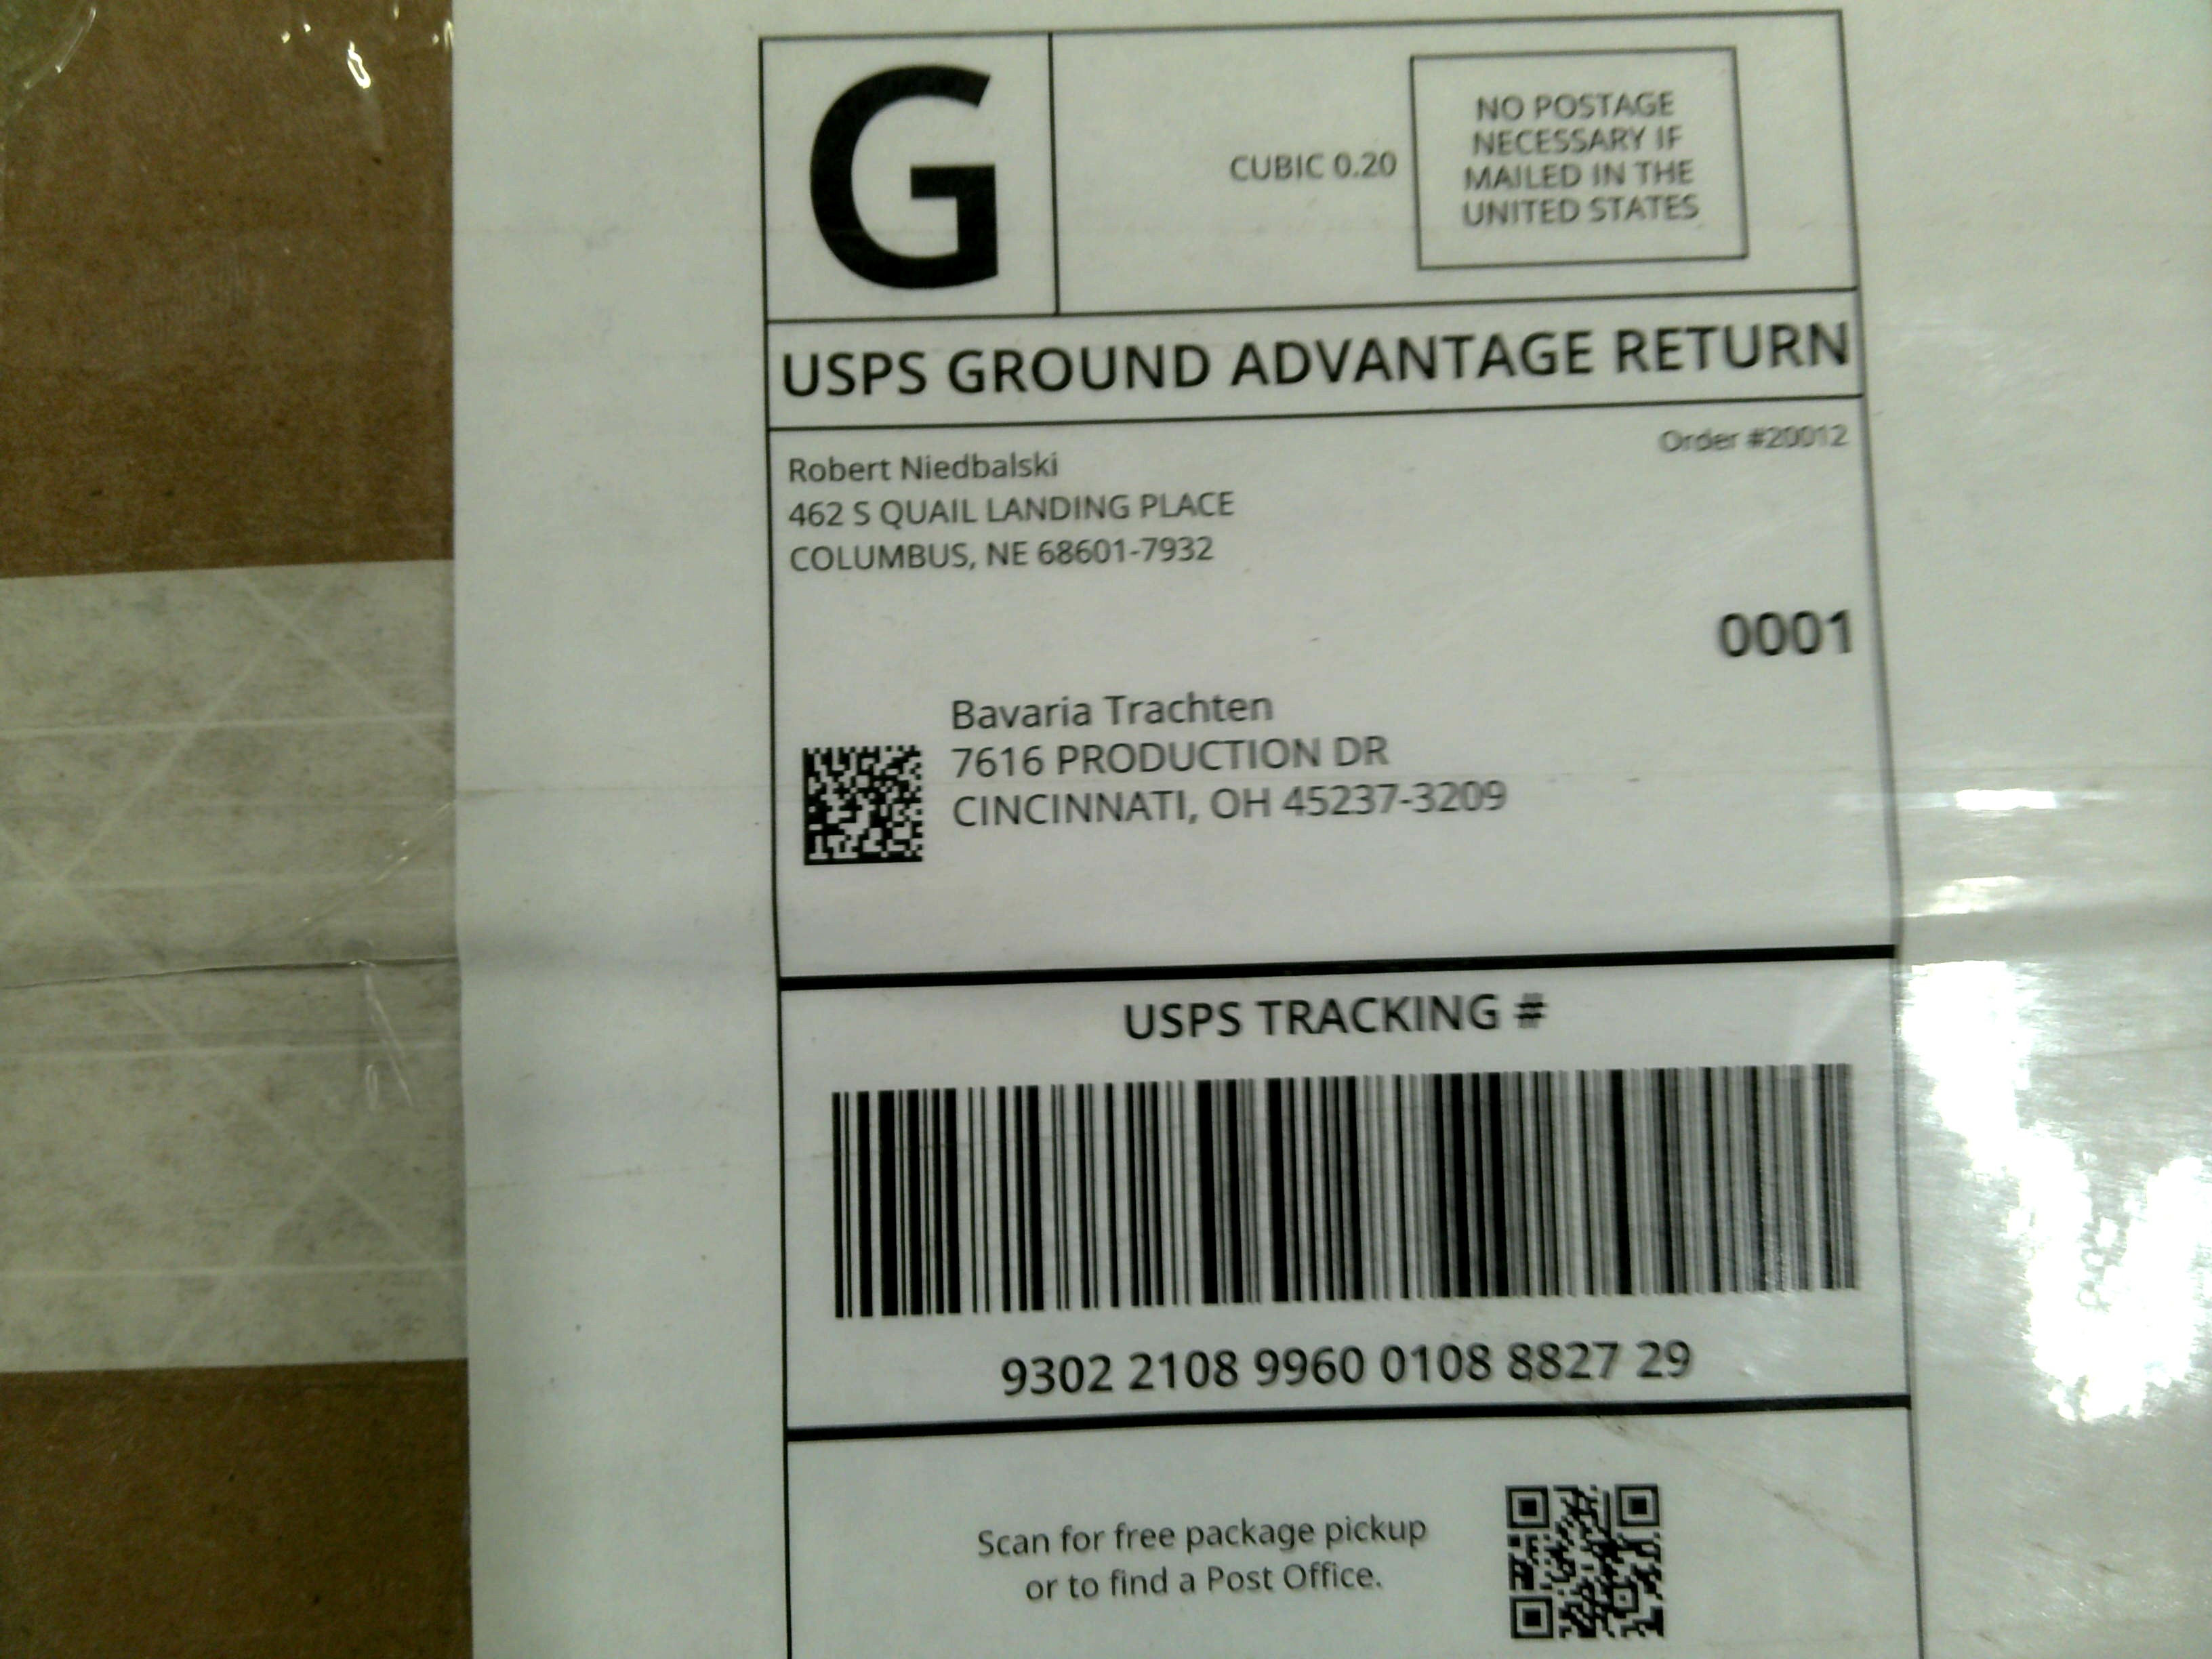 G
CUBIC 0.20
NO POSTAGE
NECESSARY IF
MAILED IN THE
UNITED STATES
USPS GROUND ADVANTAGE RETURN
Order #20012
Robert Niedbalski
462 S QUAIL LANDING PLACE
COLUMBUS, NE 68601-7932
0001
Bavaria Trachten
7616 PRODUCTION DR
CINCINNATI, OH 45237-3209
USPS TRACKING #
9302 2108 9960 0108 8827 29
Scan for free package pickup
or to find a Post Office.